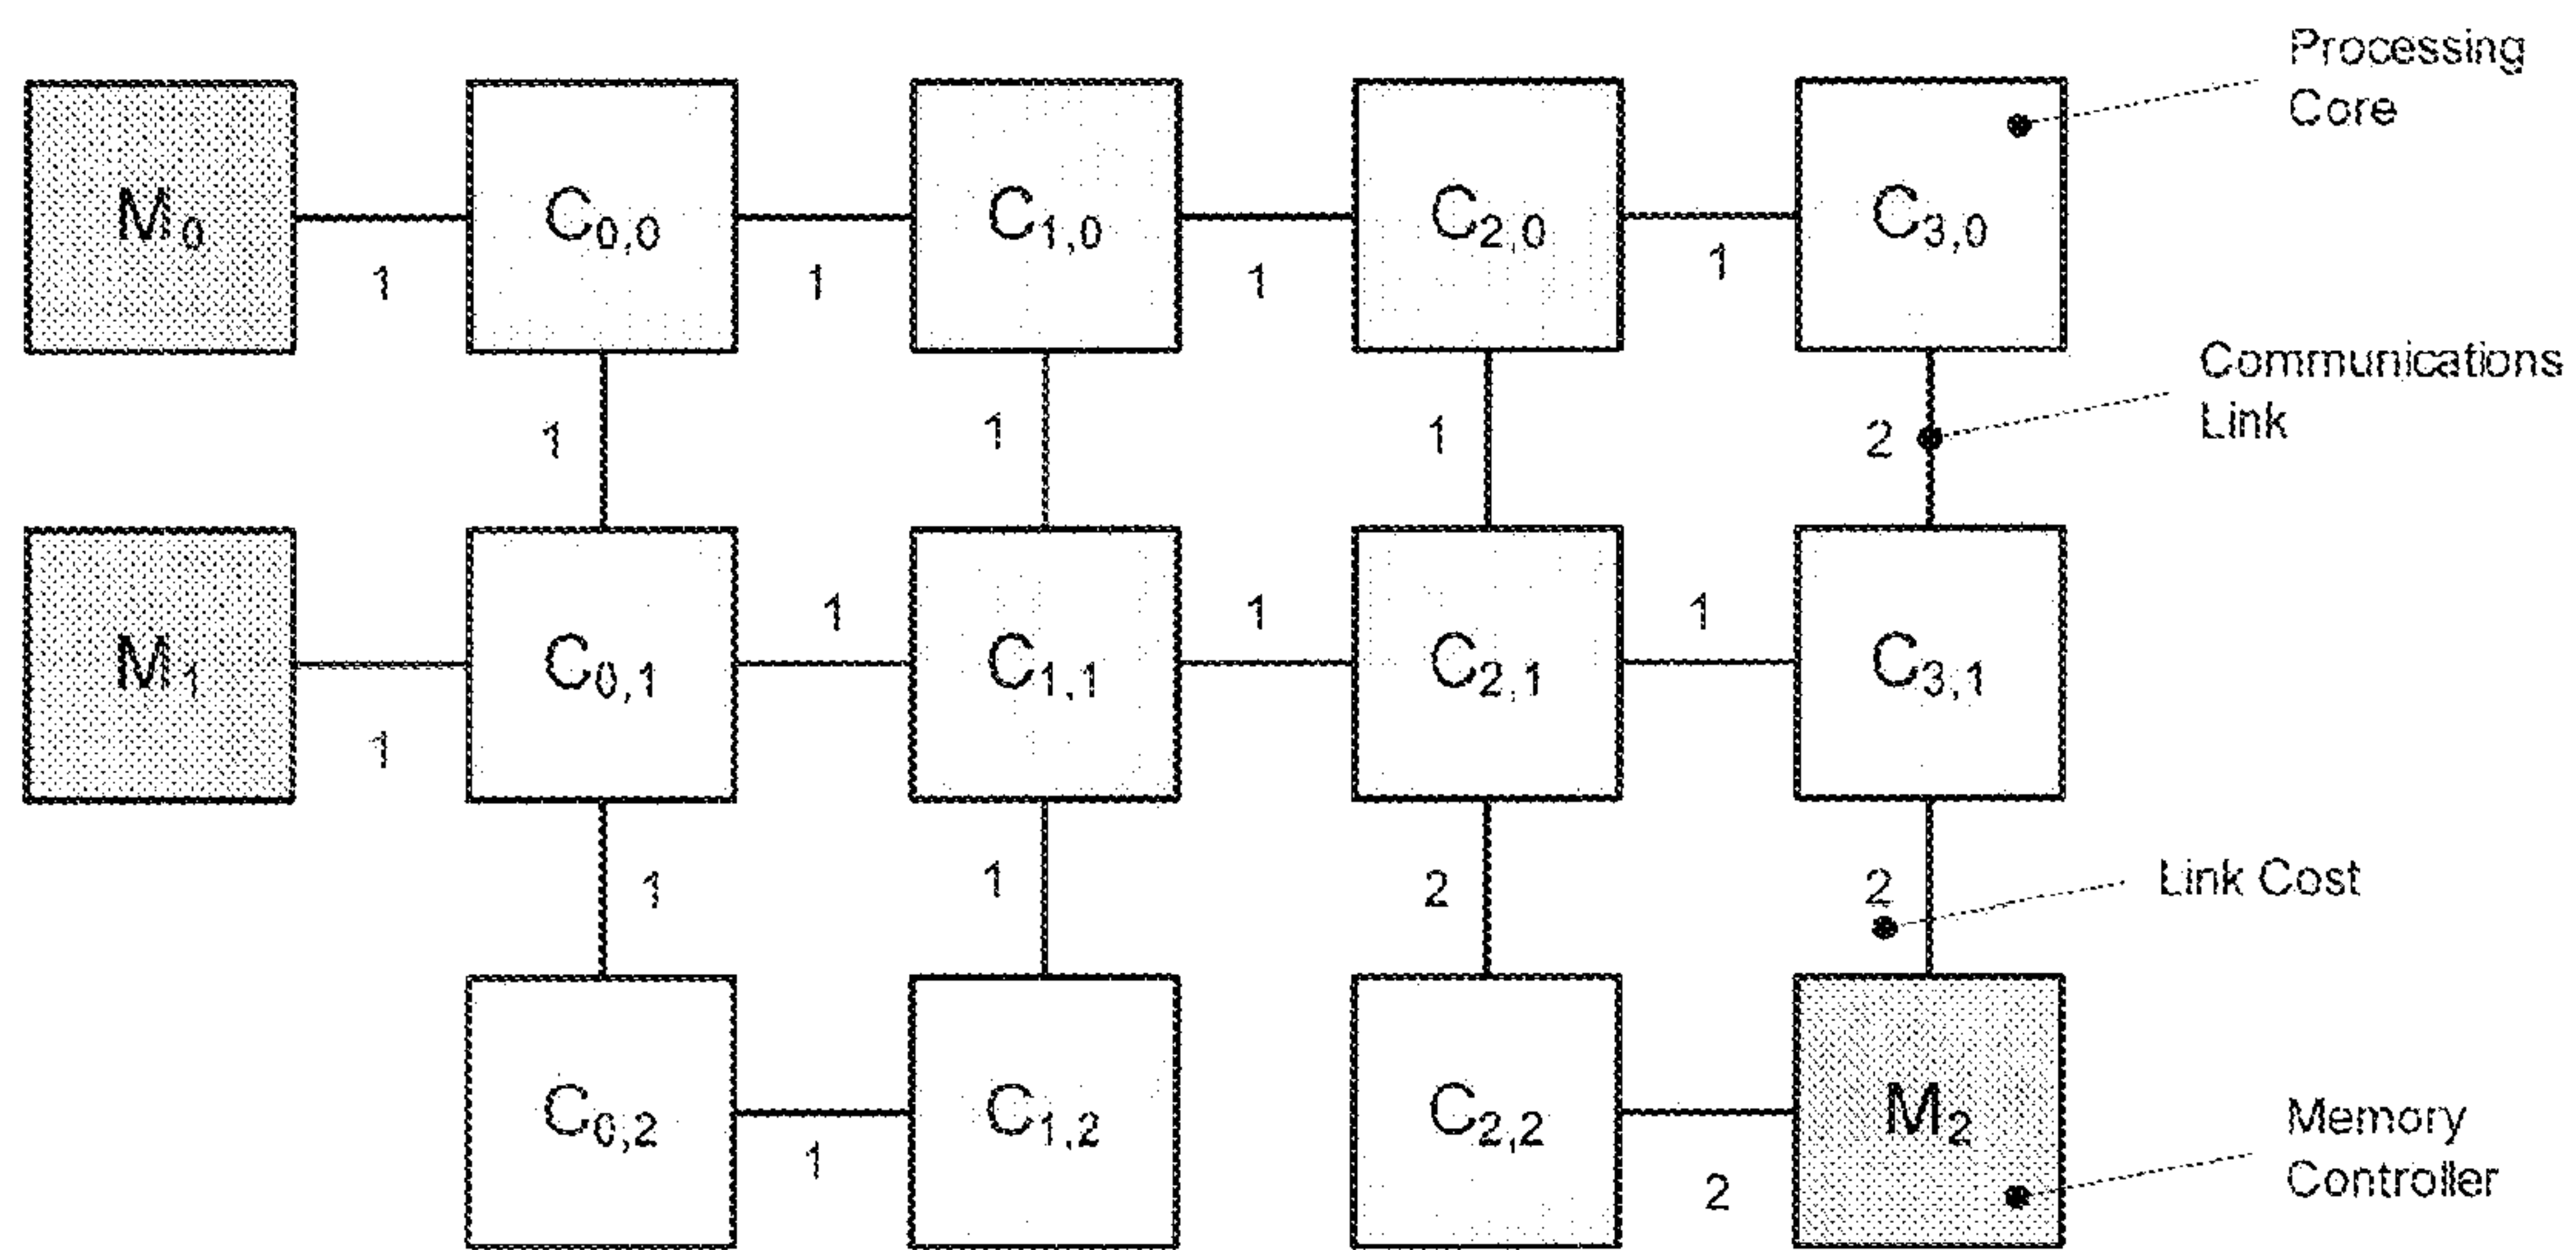 Processing
Core
M0 C0,0 C1,0 C2,0 C3,0
1 1 1 1
Communications
Link
1 1 1 2
M1 C0,1 C1,1 C2,1 C3,1
1 1 1 1
1 1 2 2
Link Cost
C0,2 C1,2 C2,2 M2
1 2
Memory
Controller